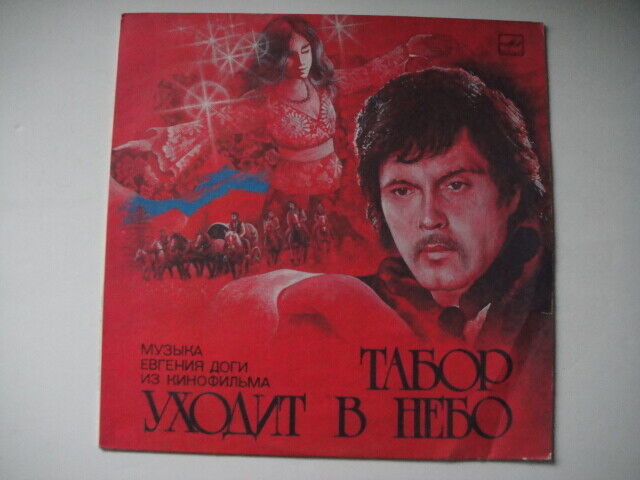 МУЗЫКА
ЕВГЕНИЯ ДОГИ
ИЗ КИНОФИЛЬМА
ТАБОР
УХОДИТ В НЕБО